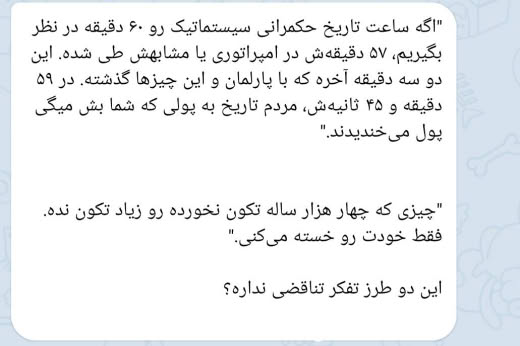 "اگه ساعت تاریخ حکمرانی سیستماتیک رو ۶۰ دقیقه در نظر
بگیریم، ۵۷ دقیقه‌ش در امپراتوری یا مشابهش طی شده. این
دو سه دقیقه آخره که با پارلمان و این چیزها گذشته. در ۵۹
دقیقه و ۴۵ ثانیه‌ش، مردم تاریخ به پولی که شما بش میگی
پول می‌خندیدند."
"چیزی که چهار هزار ساله تکون نخورده رو زیاد تکون نده.
فقط خودت رو خسته می‌کنی."
این دو طرز تفکر تناقضی نداره؟